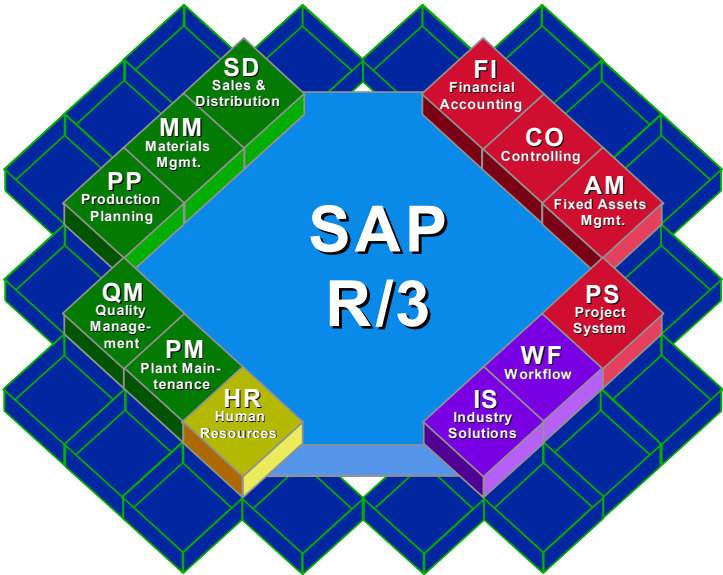 SD
Sales &
Distribution
MM
Materials
Mgmt.
PP
Production
Planning
QM
Quality
Manage-
ment
PM
Plant Main-
tenance
HR
Human
Resources
SAP
R/3
FI
Financial
Accounting
CO
Controlling
AM
Fixed Assets
Mgmt.
PS
Project
System
WF
Workflow
IS
Industry
Solutions